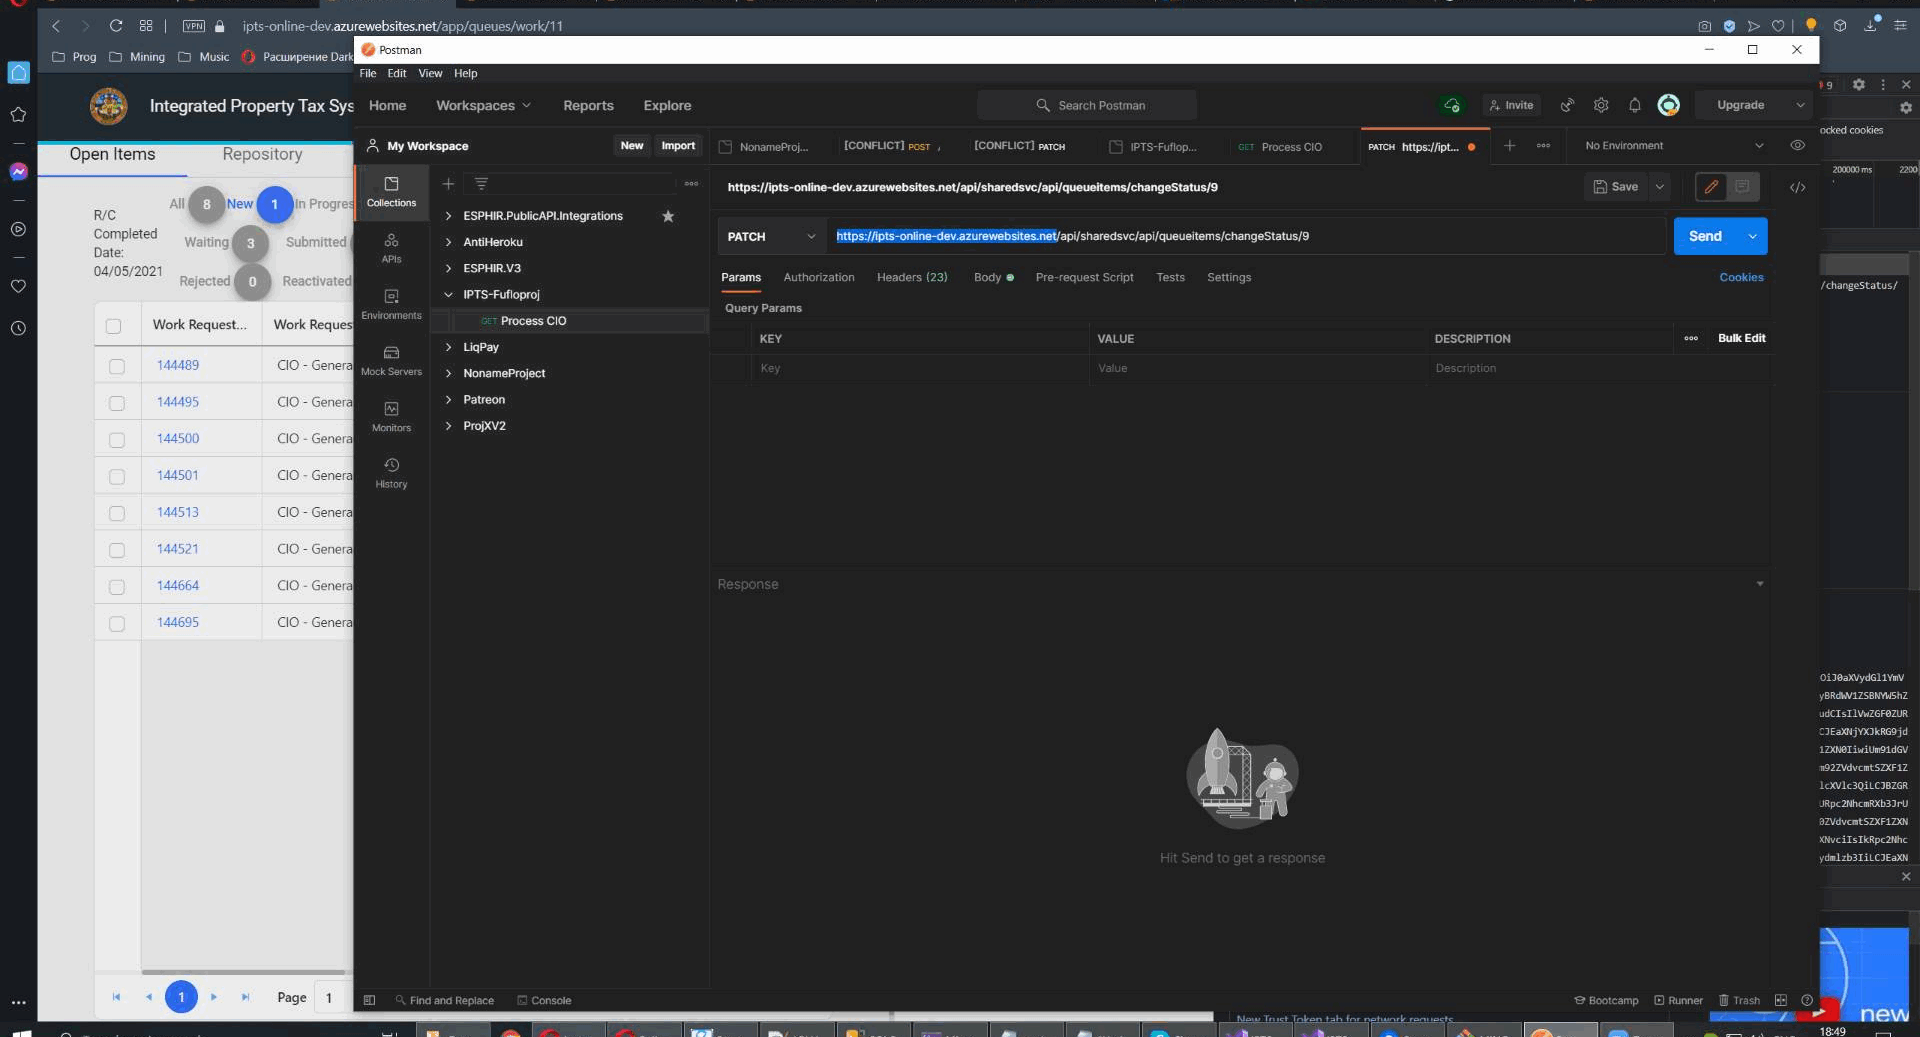 VPN
ipts-online-dev.azurewebsites.net/app/queues/work/11
Prog
Mining
Music
Расширение Dark
Postman
File Edit View Help
Integrated Property Tax Sys
Home
Workspaces
Reports
Explore
Search Postman
Invite
Upgrade
9
ocked cookies
My Workspace
New
Import
NonameProj...
[CONFLICT] POST
[CONFLICT] PATCH
IPTS-Fuflop...
GET Process CIO
PATCH https://ipt...
No Environment
Open Items
Repository
200000 ms
2200
Collections
https://ipts-online-dev.azurewebsites.net/api/sharedsvc/api/queueitems/changeStatus/9
Save
</>
All 8
New 1
In Progres
R/C
Completed
Date:
04/05/2021
Waiting 3
Submitted
Rejected 0
Reactivated
APIs
Environments
Mock Servers
Monitors
History
ESPHIR.PublicAPI.Integrations
AntiHeroku
ESPHIR.V3
IPTS-Fufloproj
GET Process CIO
LiqPay
NonameProject
Patreon
ProjXV2
PATCH
https://ipts-online-dev.azurewebsites.net/api/sharedsvc/api/queueitems/changeStatus/9
Send
Params
Authorization
Headers (23)
Body
Pre-request Script
Tests
Settings
Cookies
/changeStatus/
Query Params
KEY
VALUE
DESCRIPTION
Bulk Edit
Key
Value
Description
Work Request...
Work Reques
144489 CIO - Genera
144495 CIO - Genera
144500 CIO - Genera
144501 CIO - Genera
144513 CIO - Genera
144521 CIO - Genera
144664 CIO - Genera
144695 CIO - Genera
Response
Hit Send to get a response
1
Page 1
Find and Replace
Console
Bootcamp
Runner
Trash
New Trust Token tab for network requests
new
18:49